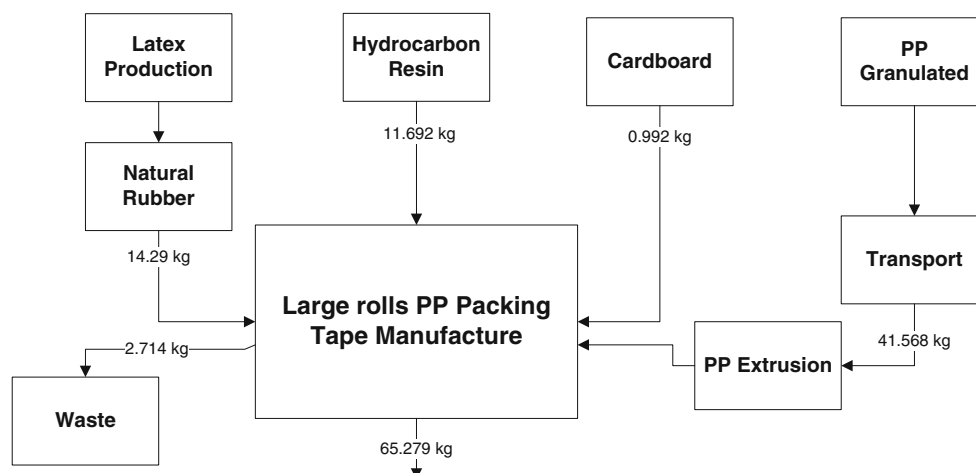 Latex
Production
Hydrocarbon
Resin
Cardboard
PP
Granulated
11.692 kg
0.992 kg
Natural
Rubber
14.29 kg
Transport
Large rolls PP Packing
Tape Manufacture
2.714 kg
41.568 kg
PP Extrusion
Waste
65.279 kg